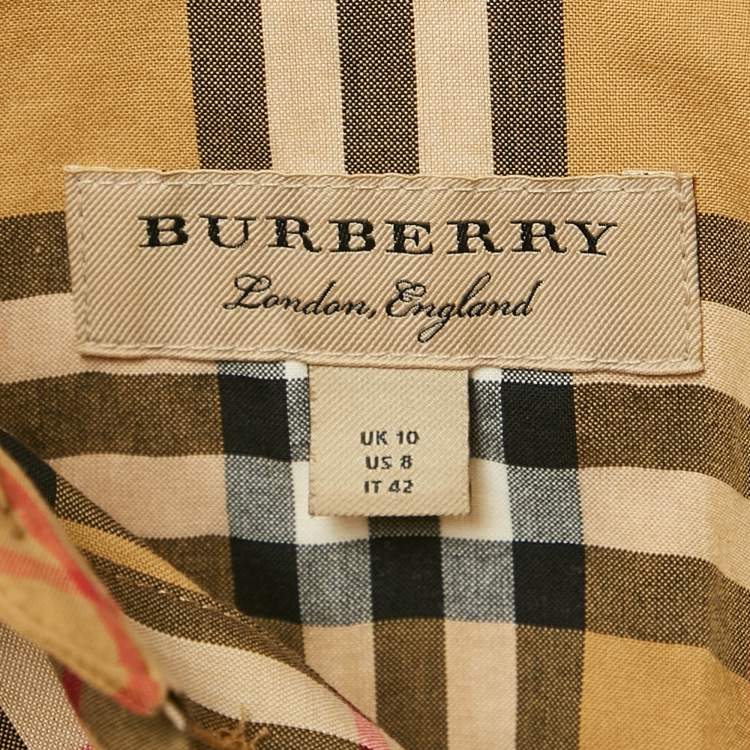 BURBERRY
London, England
UK 10
US 8
IT 42